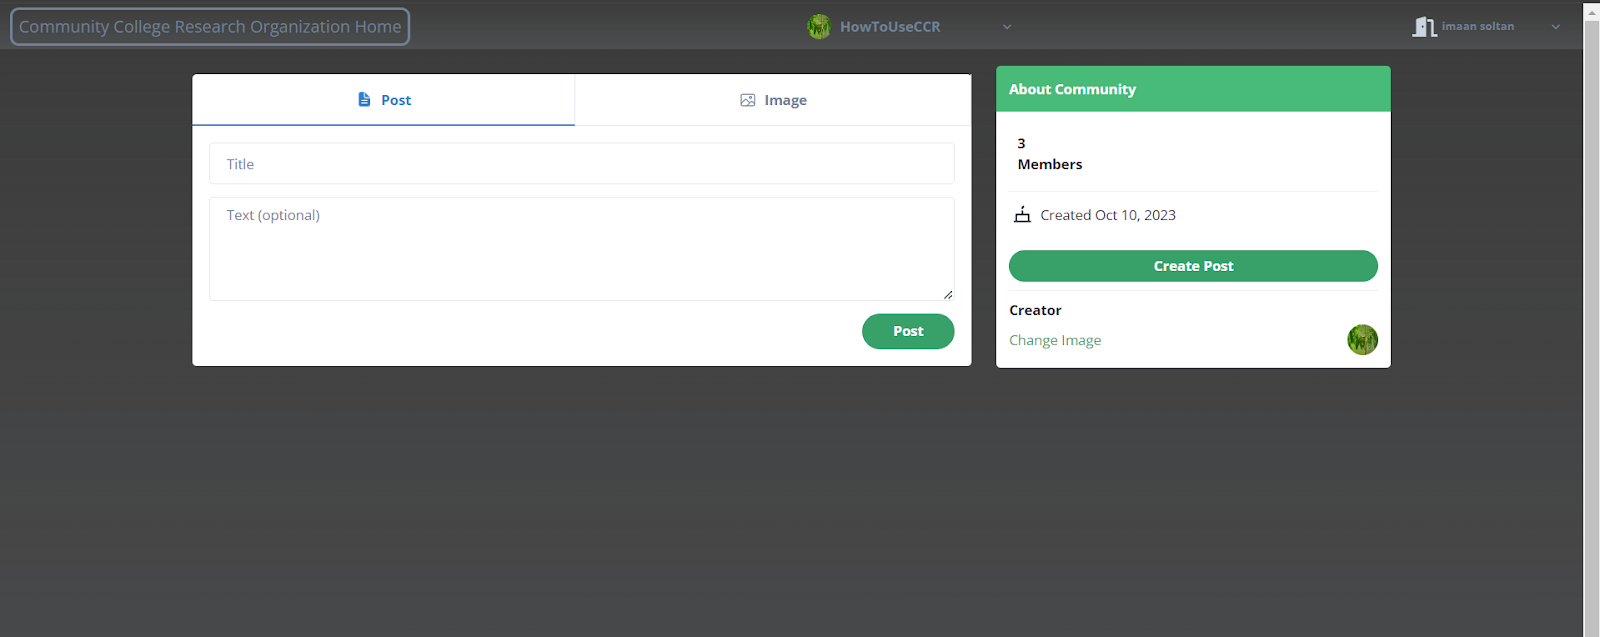 Community College Research Organization Home
HowToUseCCR
imaan soltan
Post
Image
Title
Text (optional)
Post
About Community
3
Members
Created Oct 10, 2023
Create Post
Creator
Change Image